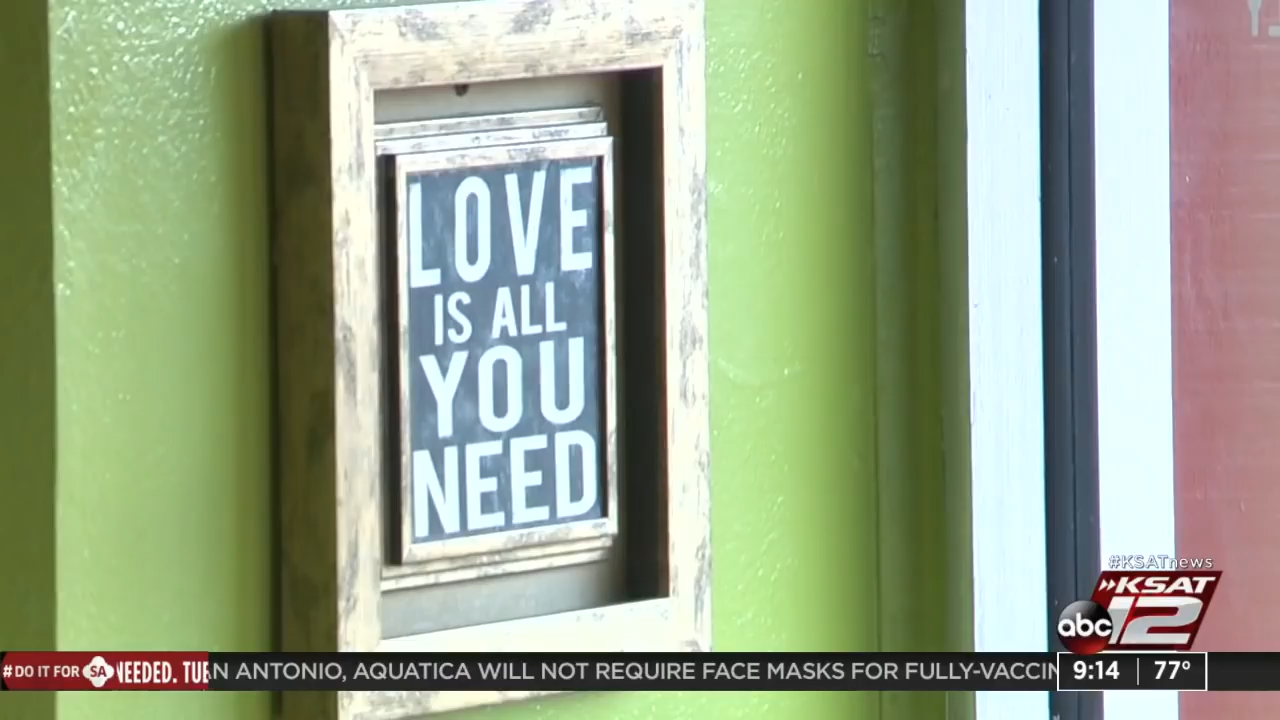 LOVE
IS ALL
YOU
NEED
#KSATnews
KSAT
abc 12
#DO IT FOR SA NEEDED. TUE
N ANTONIO, AQUATICA WILL NOT REQUIRE FACE MASKS FOR FULLY-VACCIN
9:14 77°